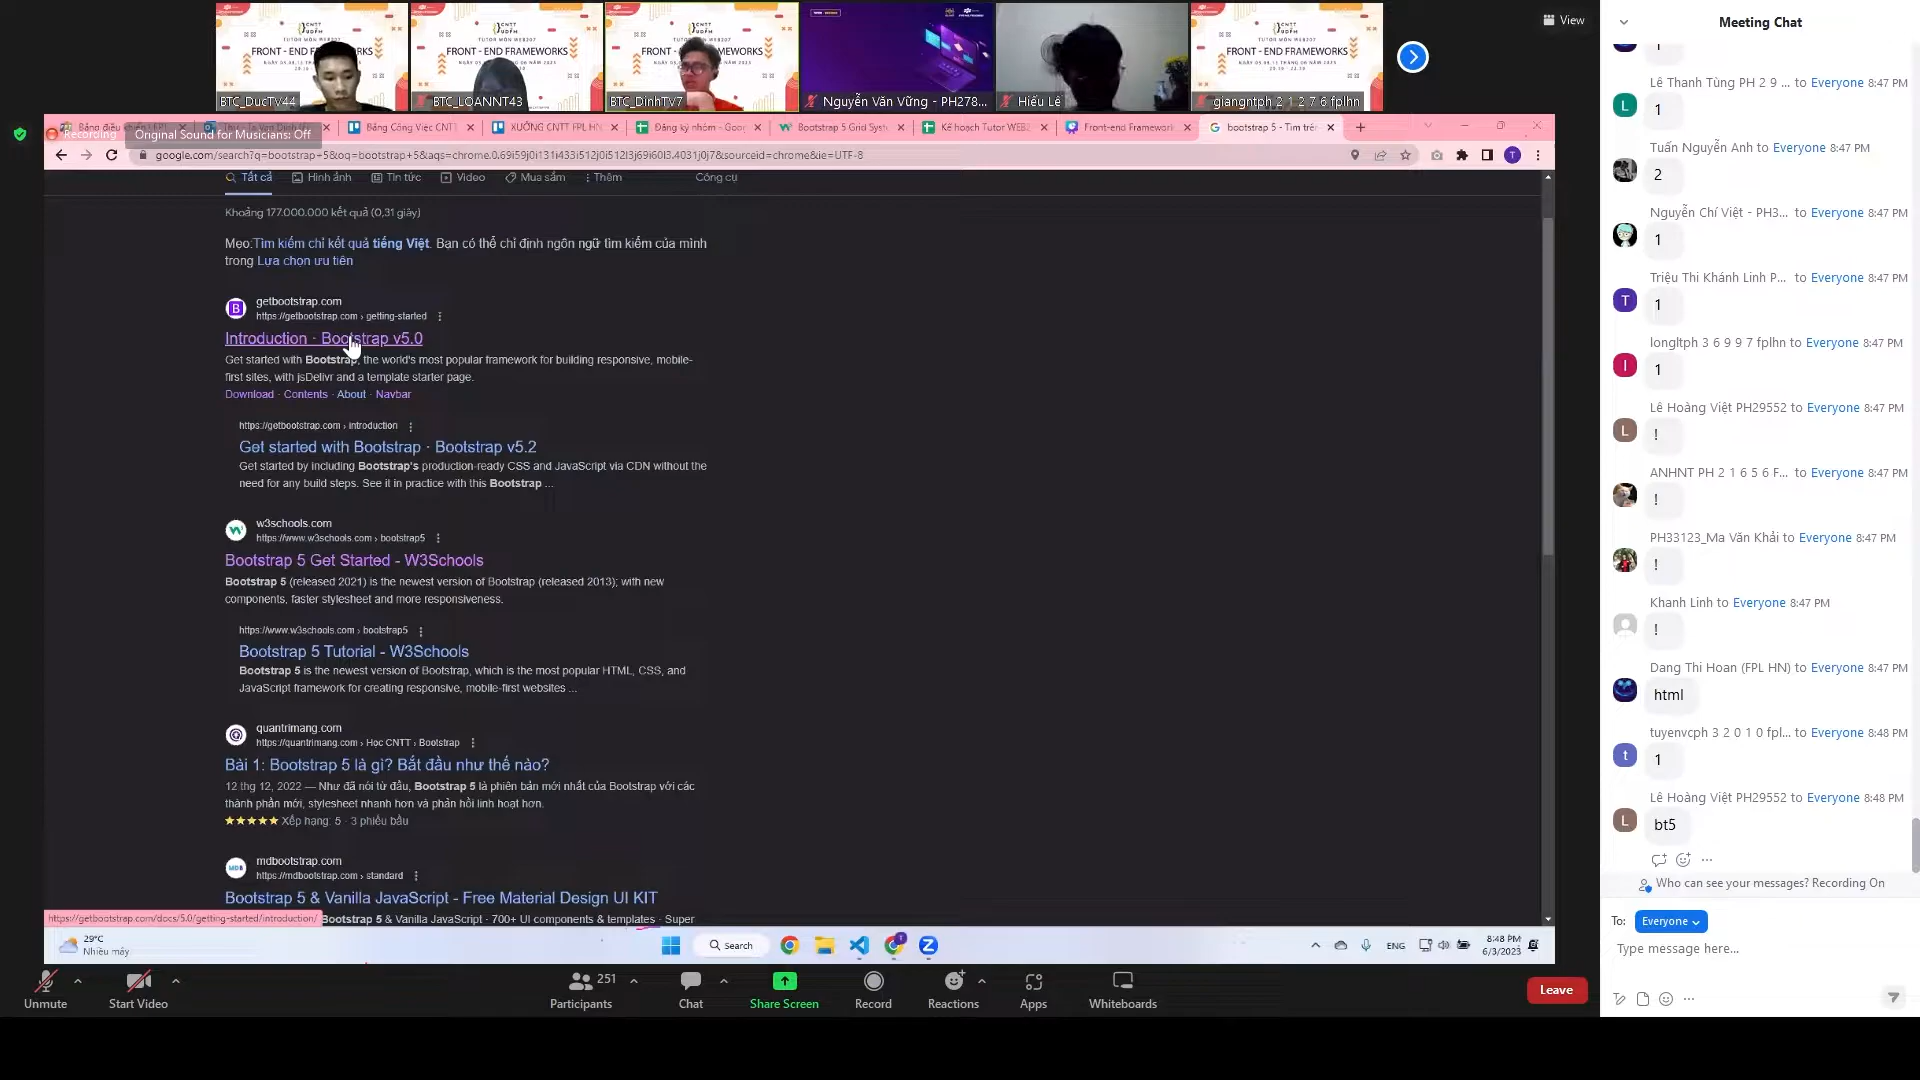 View
Meeting Chat
FRONT - END FRAMEWORKS
BTC_DucTV44
FRONT - END FRAMEWORKS
BTC_LOANNT43
FRONT - END FRAMEWORKS
BTC_DinhTV7
Nguyễn Văn Vững - PH278...
Hiếu Lê
FRONT - END FRAMEWORKS
giangntph 2 1 2 7 6 fplhn
Recording
Original Sound for Musicians: Off
Bảng Công Việc CNTT
XƯỞNG CNTT FPL HN
Đăng ký nhóm - Goog
Bootstrap 5 Grid Syst
Kế hoạch Tutor WEB2
Front-end Framework
bootstrap 5 - Tìm trê
google.com/search?q=bootstrap+5&oq=bootstrap+5&aqs=chrome.0.69i59j0i131i433i512j0i512l3j69i60l3.4031j0j7&sourceid=chrome&ie=UTF-8
Tất cả
Hình ảnh
Tin tức
Video
Mua sắm
Thêm
Công cụ
Khoảng 177.000.000 kết quả (0,31 giây)
Mẹo:Tìm kiếm chỉ kết quả tiếng Việt. Bạn có thể chỉ định ngôn ngữ tìm kiếm của mình
trong Lựa chọn ưu tiên
getbootstrap.com
https://getbootstrap.com › getting-started
Introduction · Bootstrap v5.0
Get started with Bootstrap, the world's most popular framework for building responsive, mobile-
first sites, with jsDelivr and a template starter page.
Download · Contents · About · Navbar
https://getbootstrap.com › introduction
Get started with Bootstrap · Bootstrap v5.2
Get started by including Bootstrap's production-ready CSS and JavaScript via CDN without the
need for any build steps. See it in practice with this Bootstrap ...
w3schools.com
https://www.w3schools.com › bootstrap5
Bootstrap 5 Get Started - W3Schools
Bootstrap 5 (released 2021) is the newest version of Bootstrap (released 2013); with new
components, faster stylesheet and more responsiveness.
https://www.w3schools.com › bootstrap5
Bootstrap 5 Tutorial - W3Schools
Bootstrap 5 is the newest version of Bootstrap, which is the most popular HTML, CSS, and
JavaScript framework for creating responsive, mobile-first websites ...
quantrimang.com
https://quantrimang.com › Học CNTT › Bootstrap
Bài 1: Bootstrap 5 là gì? Bắt đầu như thế nào?
12 thg 12, 2022 — Như đã nói từ đầu, Bootstrap 5 là phiên bản mới nhất của Bootstrap với các
thành phần mới, stylesheet nhanh hơn và phản hồi linh hoạt hơn.
★★★★★ Xếp hạng: 5 · 3 phiếu bầu
mdbootstrap.com
https://mdbootstrap.com › standard
Bootstrap 5 & Vanilla JavaScript - Free Material Design UI KIT
https://getbootstrap.com/docs/5.0/getting-started/introduction/
Bootstrap 5 & Vanilla JavaScript · 700+ UI components & templates · Super
29°C
Nhiều mây
Search
ENG
8:48 PM
6/3/2023
Unmute
Start Video
251
Participants
Chat
Share Screen
Record
Reactions
Apps
Whiteboards
Leave
1
Lê Thanh Tùng PH 2 9 ... to Everyone 8:47 PM
1
Tuấn Nguyễn Anh to Everyone 8:47 PM
2
Nguyễn Chí Việt - PH3... to Everyone 8:47 PM
1
Triệu Thi Khánh Linh P... to Everyone 8:47 PM
1
longltph 3 6 9 9 7 fplhn to Everyone 8:47 PM
1
Lê Hoàng Việt PH29552 to Everyone 8:47 PM
!
ANHNT PH 2 1 6 5 6 F... to Everyone 8:47 PM
!
PH33123_Ma Văn Khải to Everyone 8:47 PM
!
Khanh Linh to Everyone 8:47 PM
!
Dang Thi Hoan (FPL HN) to Everyone 8:47 PM
html
tuyenvcph 3 2 0 1 0 fpl... to Everyone 8:48 PM
1
Lê Hoàng Việt PH29552 to Everyone 8:48 PM
bt5
Who can see your messages? Recording On
To: Everyone
Type message here...